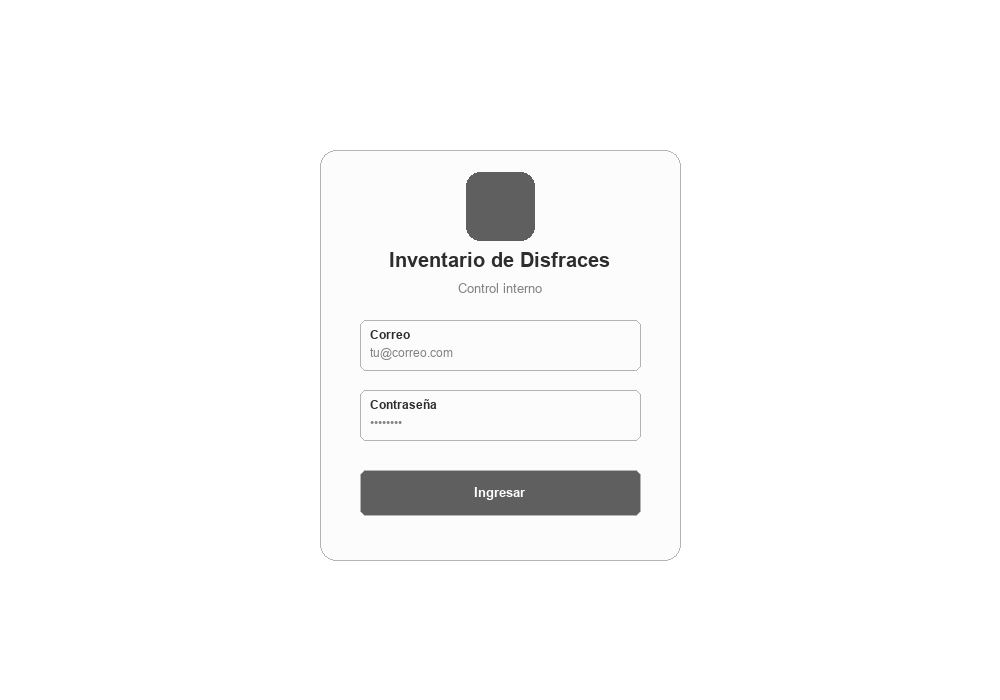 Inventario de Disfraces
Control interno
Correo
tu@correo.com
Contraseña
••••••••
Ingresar